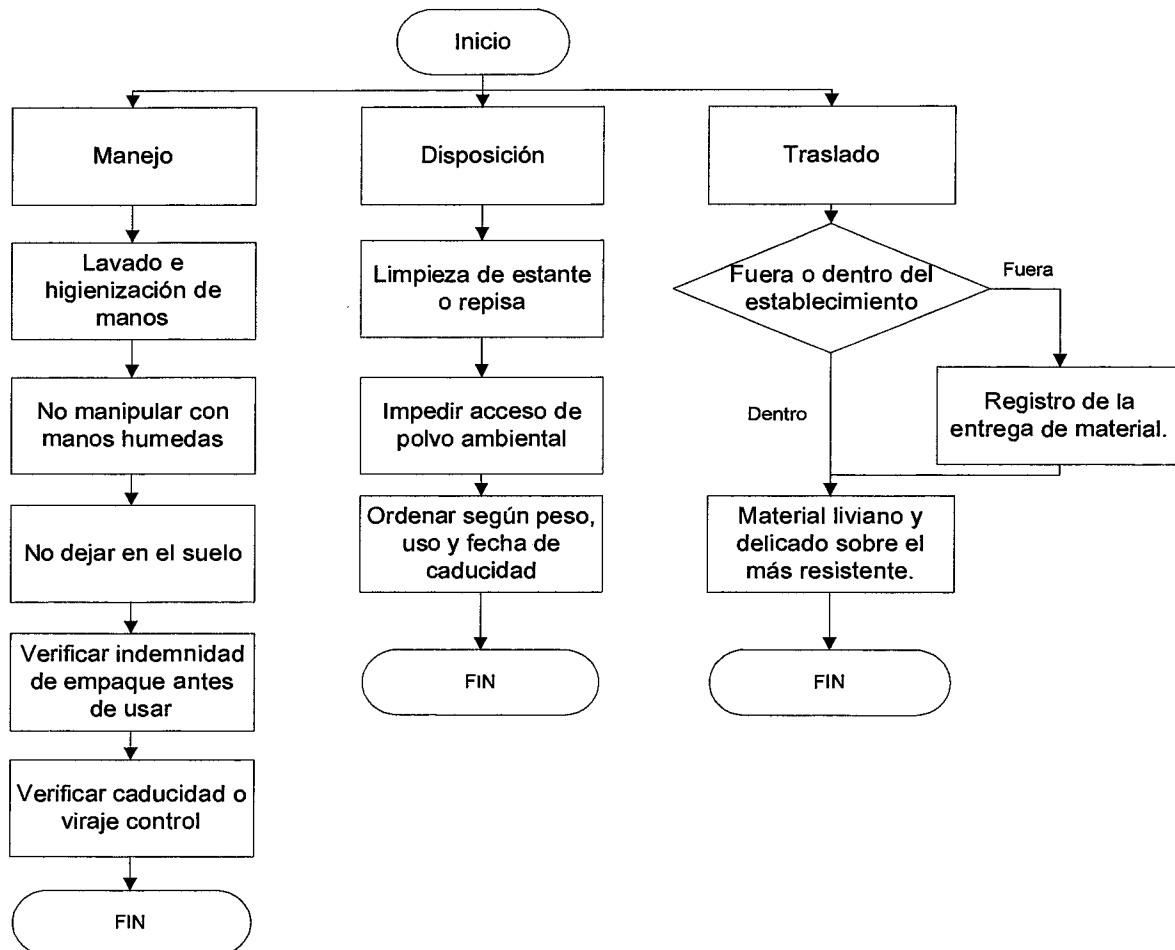 Inicio
Manejo
Disposición
Traslado
Lavado e
higienización de
manos
Limpieza de estante
o repisa
Fuera o dentro del
establecimiento
Fuera
No manipular con
manos humedas
Impedir acceso de
polvo ambiental
Dentro
Registro de la
entrega de material.
No dejar en el suelo
Ordenar según peso,
uso y fecha de
caducidad
Material liviano y
delicado sobre el
más resistente.
Verificar indemnidad
de empaque antes
de usar
FIN
FIN
Verificar caducidad o
viraje control
FIN